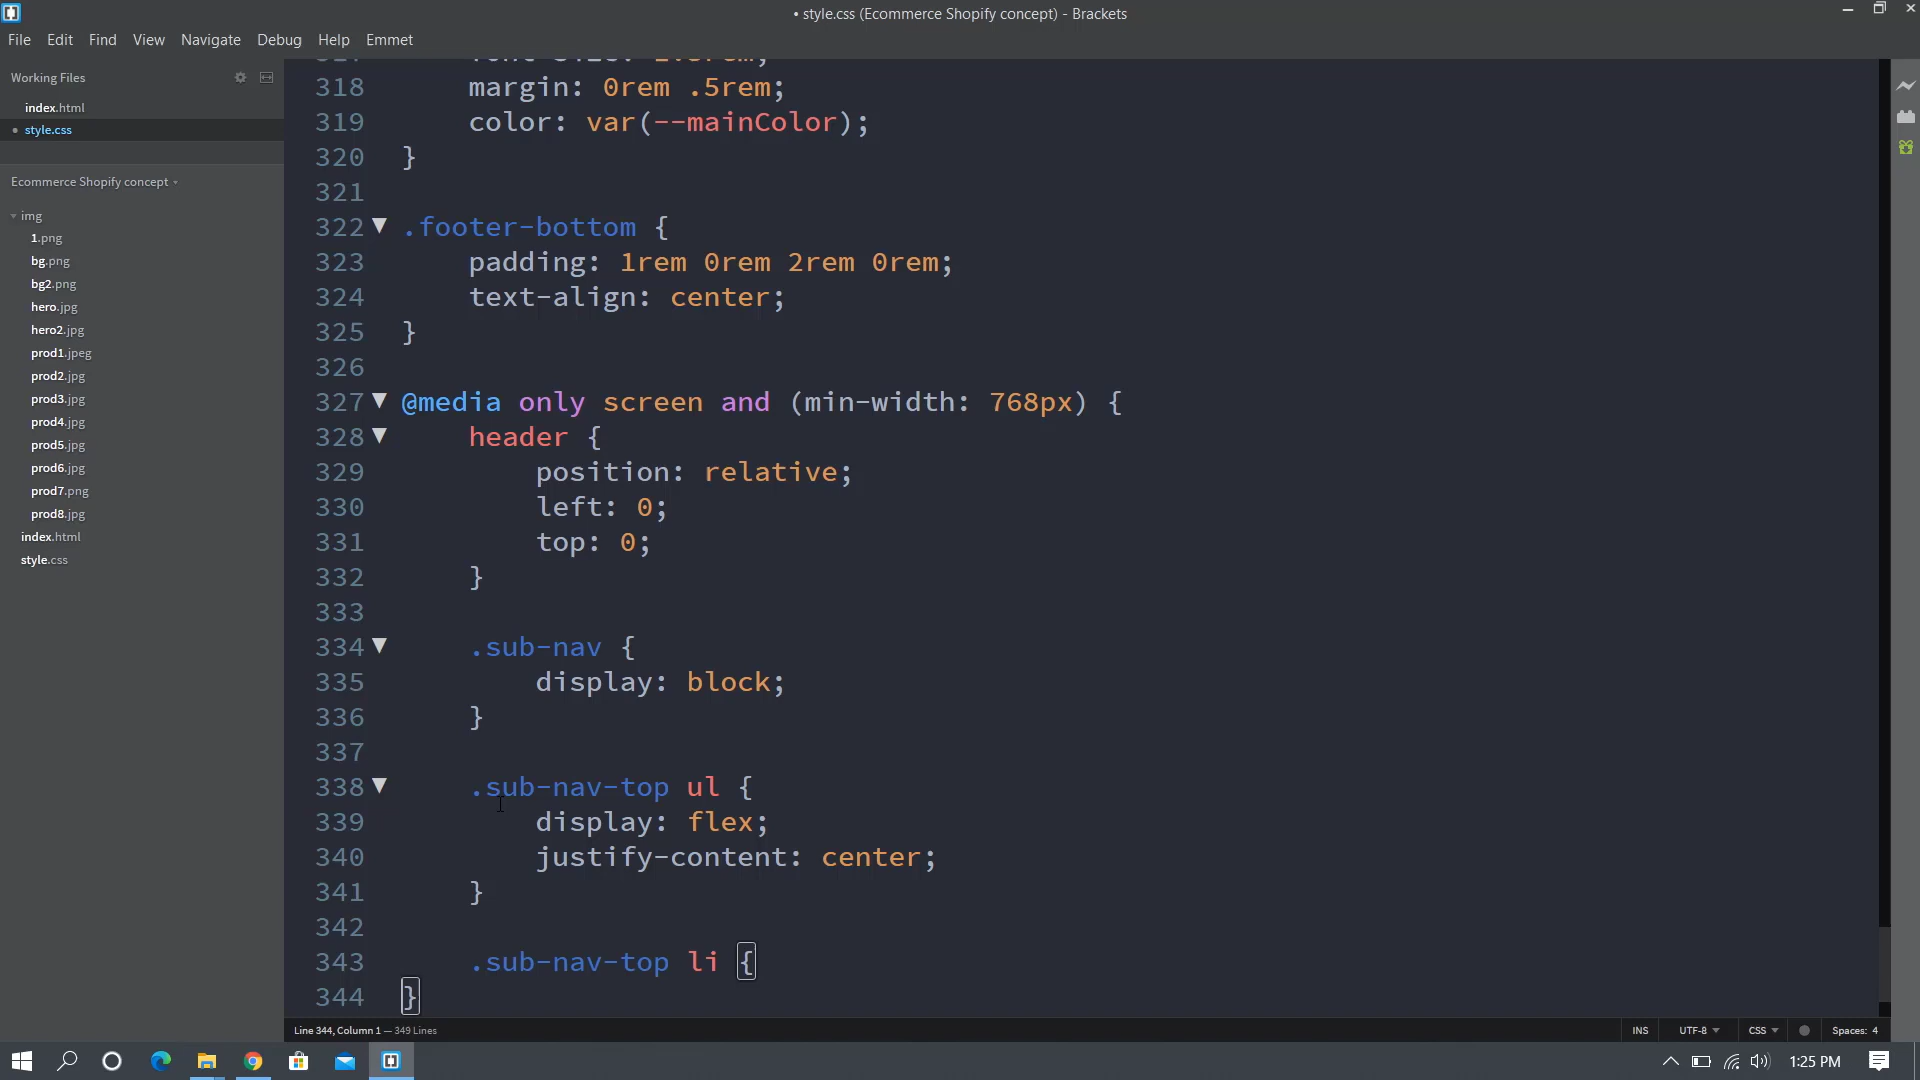 • style.css (Ecommerce Shopify concept) - Brackets
File Edit Find View Navigate Debug Help Emmet
Working Files
index.html
• style.css
Ecommerce Shopify concept
img
1.png
bg.png
bg2.png
hero.jpg
hero2.jpg
prod1.jpeg
prod2.jpg
prod3.jpg
prod4.jpg
prod5.jpg
prod6.jpg
prod7.png
prod8.jpg
index.html
style.css
318 margin: 0rem .5rem;
319 color: var(--mainColor);
320 }
321
322 .footer-bottom {
323 padding: 1rem 0rem 2rem 0rem;
324 text-align: center;
325 }
326
327 @media only screen and (min-width: 768px) {
328 header {
329 position: relative;
330 left: 0;
331 top: 0;
332 }
333
334 .sub-nav {
335 display: block;
336 }
337
338 .sub-nav-top ul {
339 display: flex;
340 justify-content: center;
341 }
342
343 .sub-nav-top li {
344 }
Line 344, Column 1 — 349 Lines
INS UTF-8 CSS Spaces: 4
1:25 PM